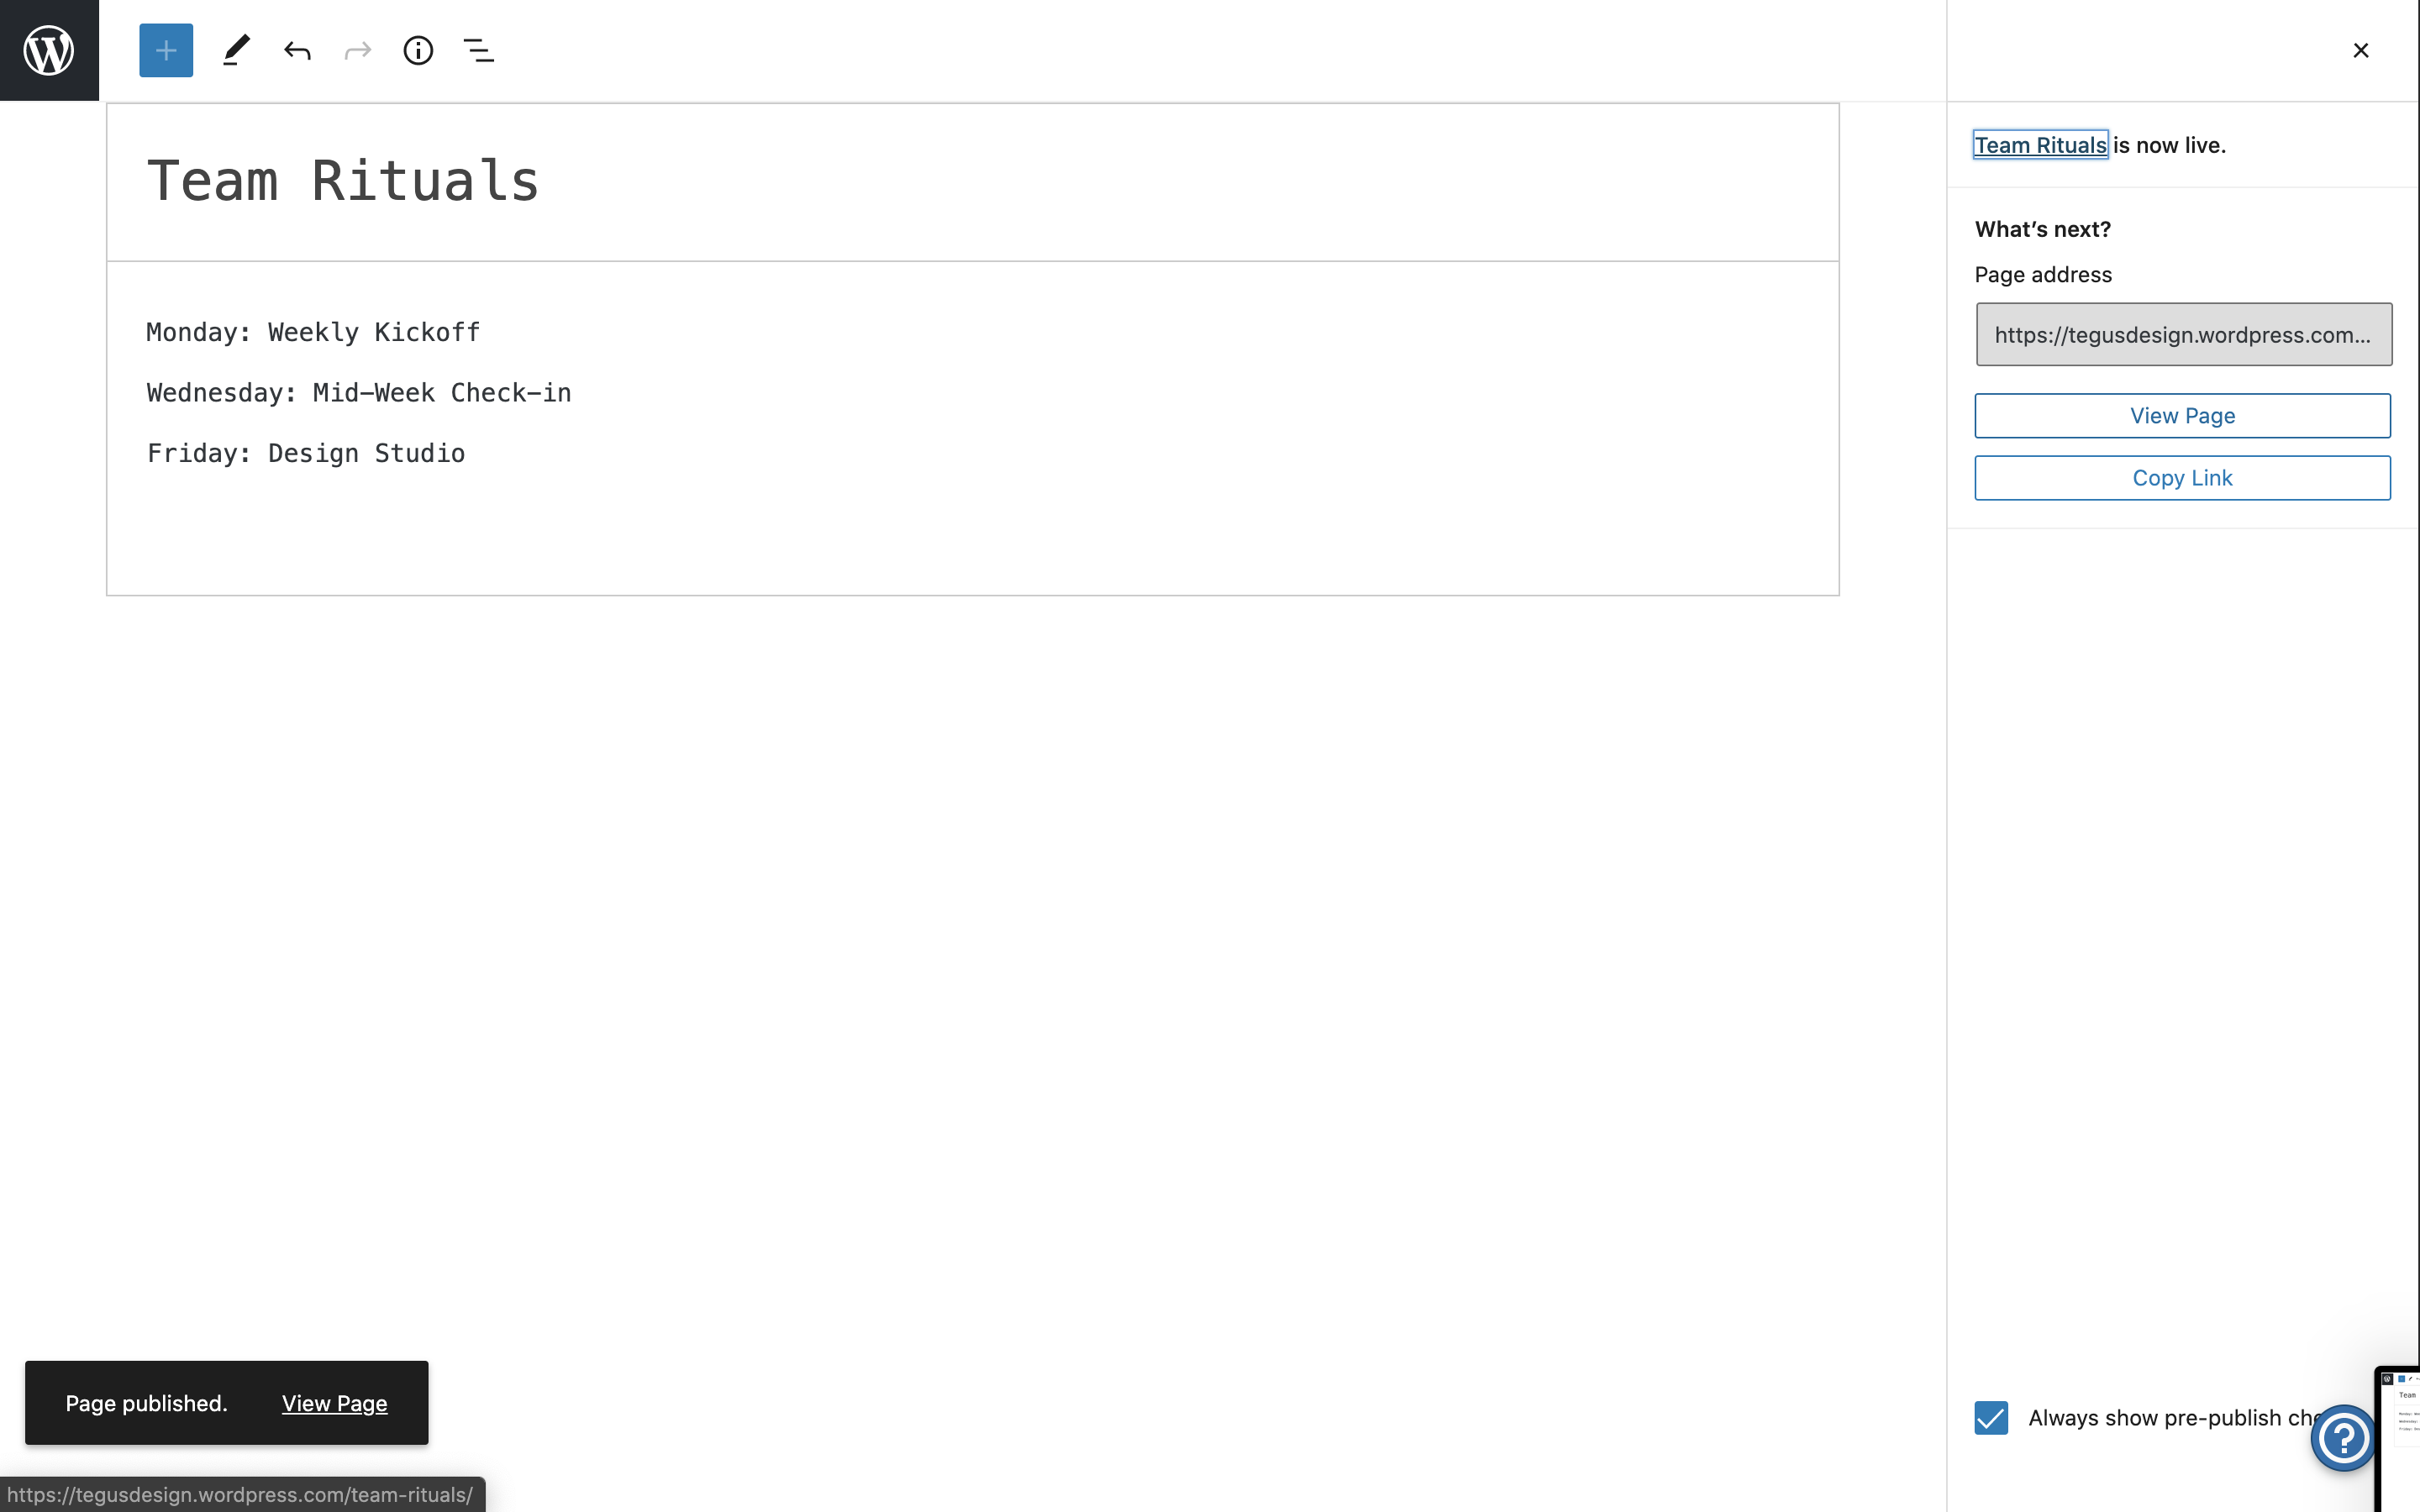 Team Rituals
Monday: Weekly Kickoff
Wednesday: Mid-Week Check-in
Friday: Design Studio
Team Rituals is now live.
What's next?
Page address
https://tegusdesign.wordpress.com...
View Page
Copy Link
Always show pre-publish
Page published. View Page
https://tegusdesign.wordpress.com/team-rituals/